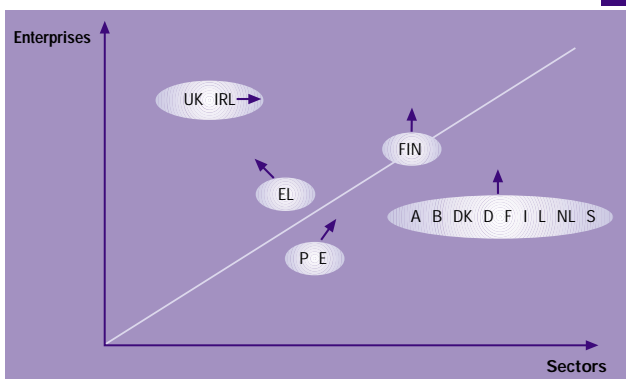 Enterprises
UK IRL
FIN
EL
A B DK D F I L NL S
P E
Sectors